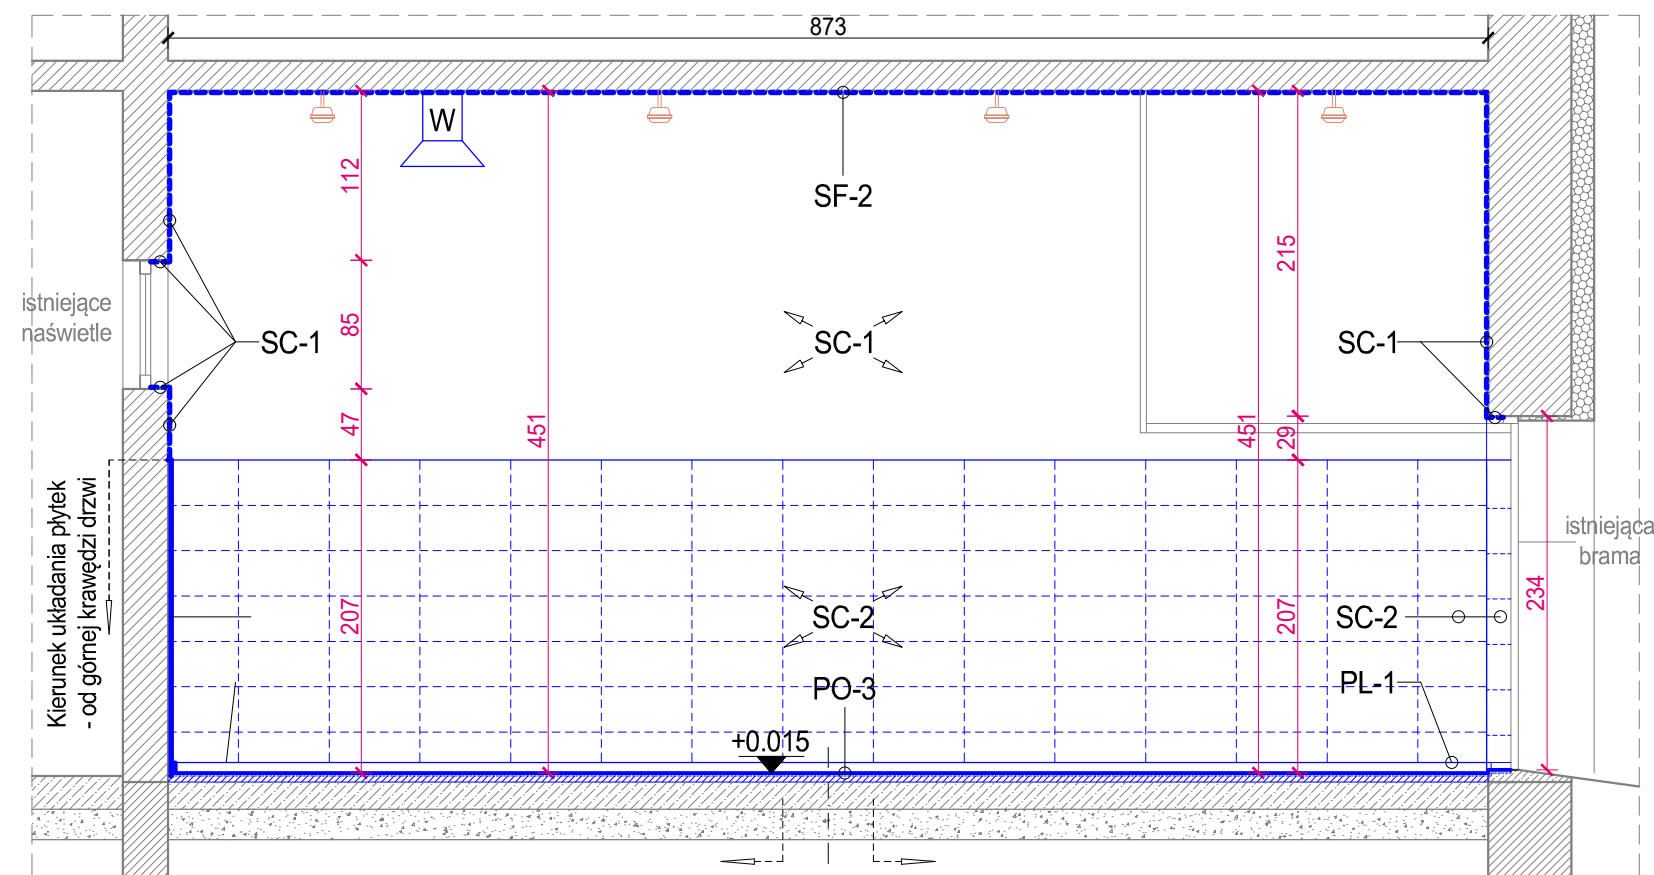 873
W
112
SF-2
215
istniejące
naświetle
85
SC-1
SC-1
SC-1
47
451
451
29
Kierunek układania płytek
- od górnej krawędzi drzwi
istniejąca
brama
207
SC-2
207
SC-2
234
PO-3
PL-1
+0.015